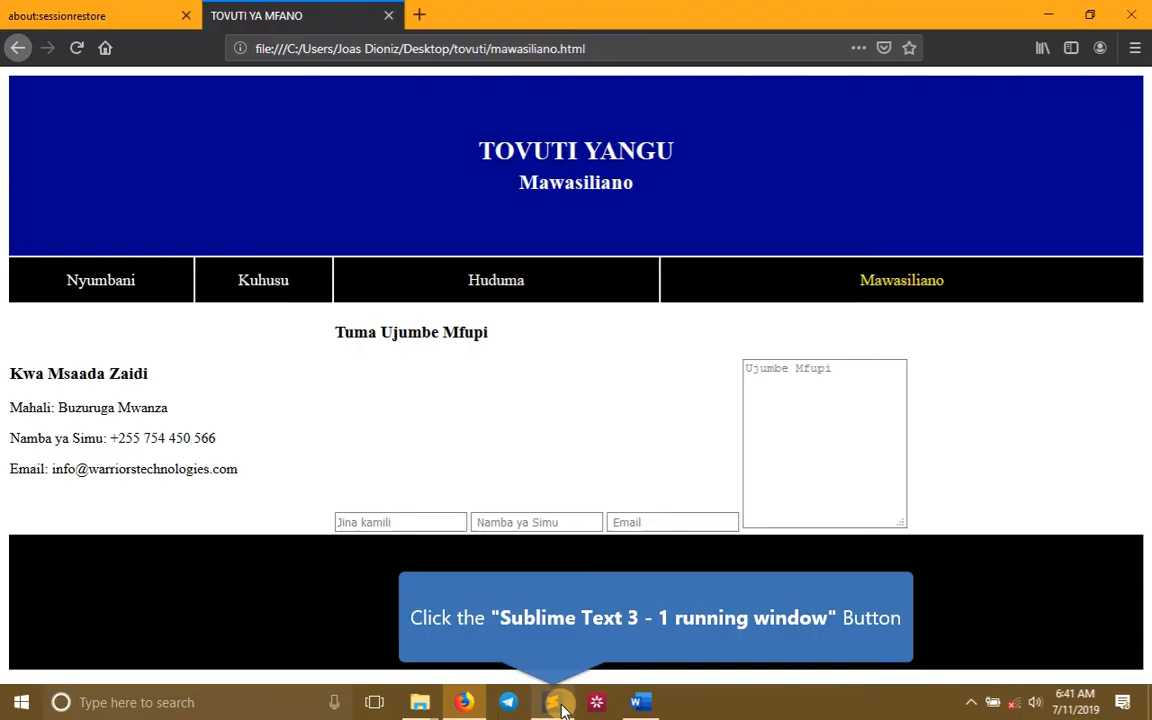 about:sessionrestore
TOVUTI YA MFANO
file:///C:/Users/Joas Dioniz/Desktop/tovuti/mawasiliano.html
TOVUTI YANGU
Mawasiliano
Nyumbani
Kuhusu
Huduma
Mawasiliano
Tuma Ujumbe Mfupi
Ujumbe Mfupi
Kwa Msaada Zaidi
Mahali: Buzuruga Mwanza
Namba ya Simu: +255 754 450 566
Email: info@warriorstechnologies.com
Jina kamili
Namba ya Simu
Email
Click the "Sublime Text 3 - 1 running window" Button
Type here to search
6:41 AM
7/11/2019